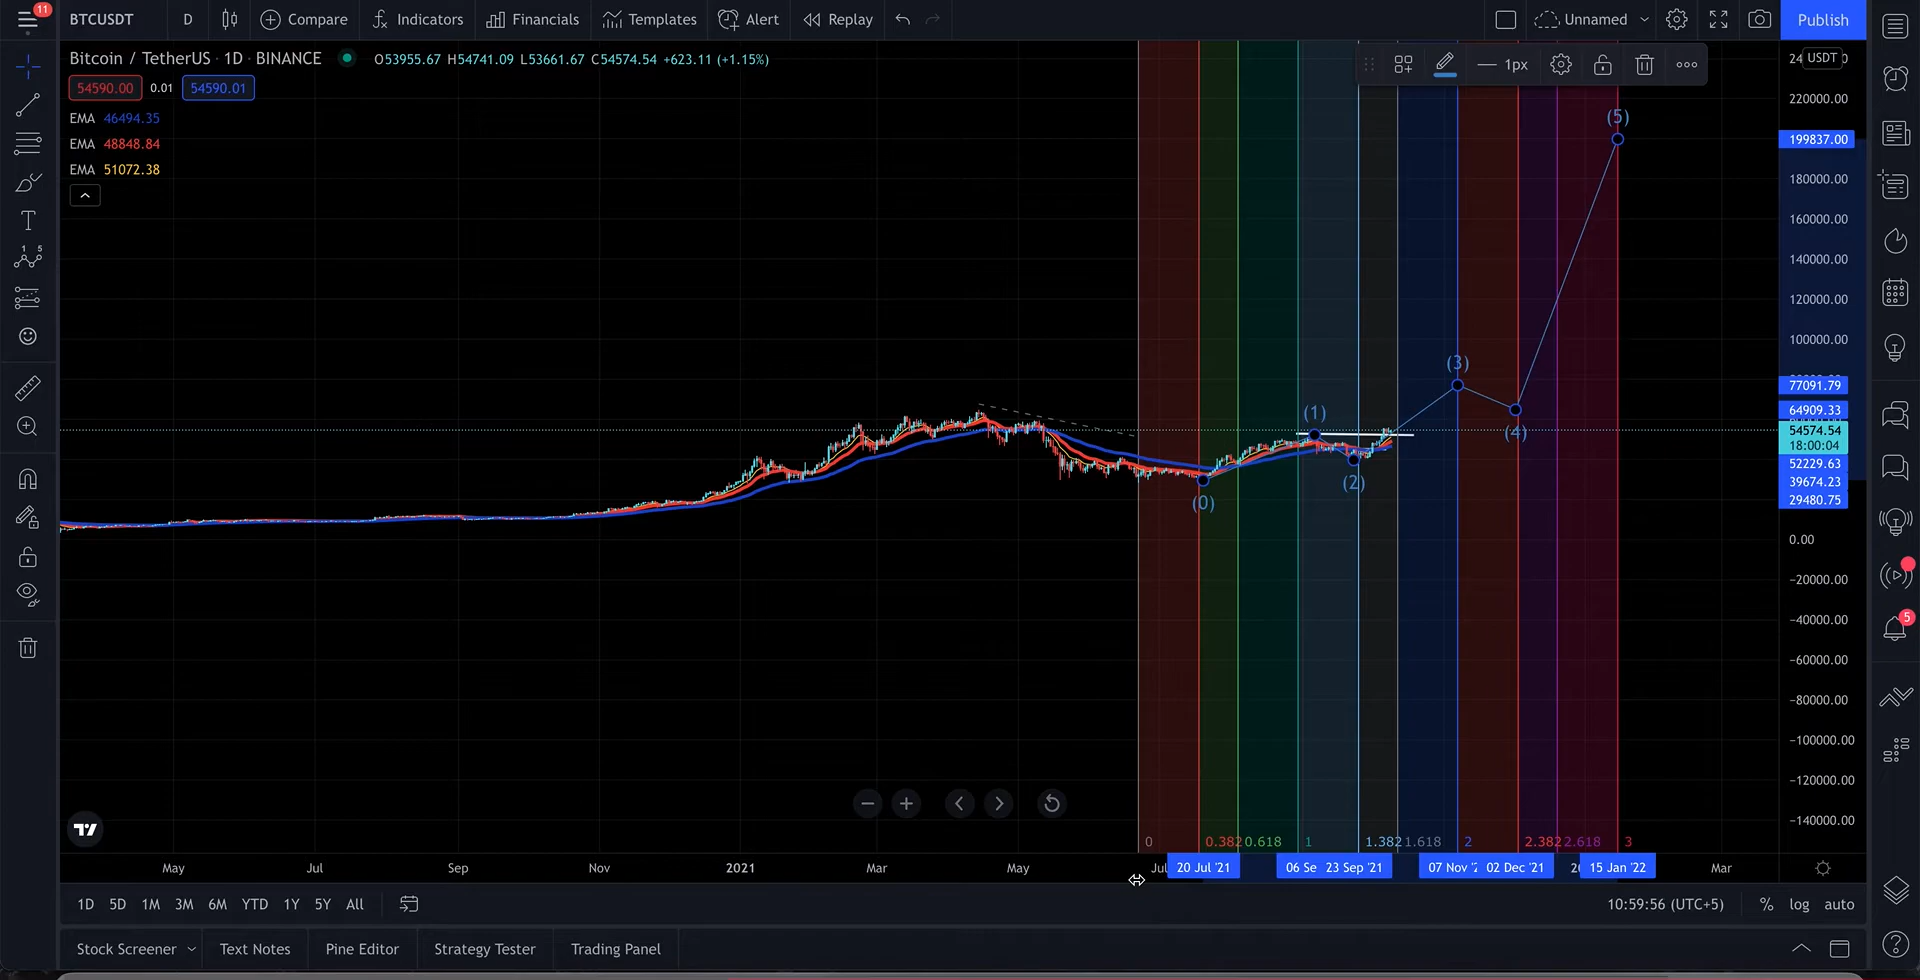 11
BTCUSDT D Compare Indicators Financials Templates Alert Replay Unnamed Publish
Bitcoin / TetherUS · 1D · BINANCE O53955.67 H54741.09 L53661.67 C54574.54 +623.11 (+1.15%)
54590.00 0.01 54590.01
EMA 46494.35
EMA 48848.84
EMA 51072.38
1px
USDT
220000.00
199837.00
180000.00
160000.00
140000.00
120000.00
100000.00
77091.79
64909.33
54574.54
18:00:04
52229.63
39674.23
29480.75
0.00
−20000.00
−40000.00
−60000.00
−80000.00
−100000.00
−120000.00
−140000.00
(0)
(1)
(2)
(3)
(4)
(5)
1 5
5
0 0.382 0.618 1 1.382 1.618 2 2.382 2.618 3
May Jul Sep Nov 2021 Mar May Jul 20 Jul '21 06 Se 23 Sep '21 07 Nov '2 02 Dec '21 15 Jan '22 Mar
1D 5D 1M 3M 6M YTD 1Y 5Y All 10:59:56 (UTC+5) % log auto
Stock Screener Text Notes Pine Editor Strategy Tester Trading Panel